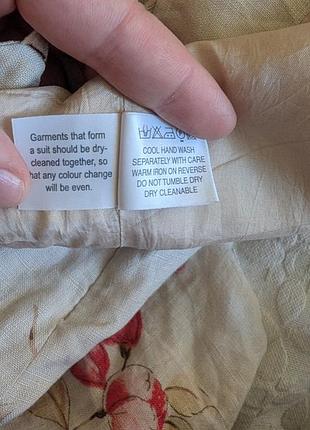 Garments that form
a suit should be dry-
cleaned together, so
that any colour change
will be even.
COOL HAND WASH
SEPARATELY WITH CARE
WARM IRON ON REVERSE
DO NOT TUMBLE DRY
DRY CLEANABLE